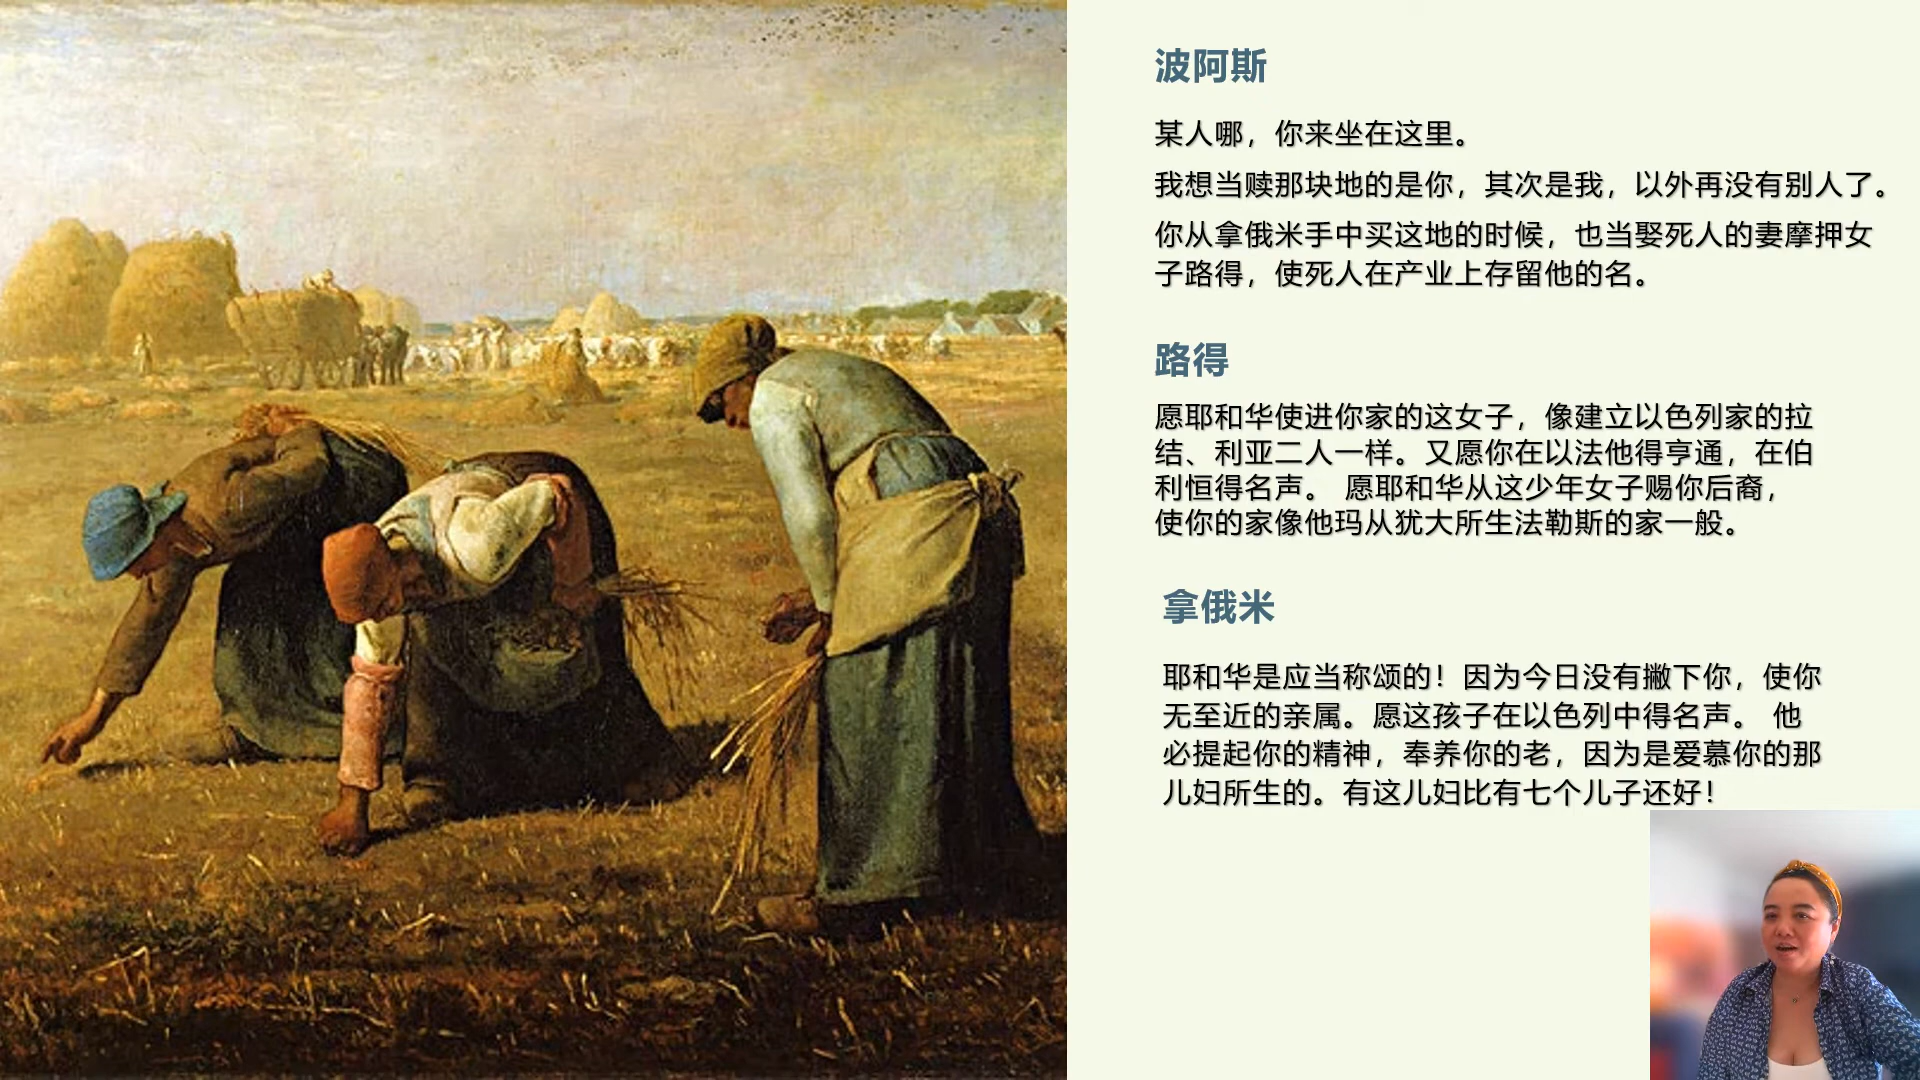 波阿斯
某人哪，你来坐在这里。
我想当赎那块地的是你，其次是我，以外再没有别人了。
你从拿俄米手中买这地的时候，也当娶死人的妻摩押女
子路得，使死人在产业上存留他的名。
路得
愿耶和华使进你家的这女子，像建立以色列家的拉
结、利亚二人一样。又愿你在以法他得亨通，在伯
利恒得名声。 愿耶和华从这少年女子赐你后裔，
使你的家像他玛从犹大所生法勒斯的家一般。
拿俄米
耶和华是应当称颂的！因为今日没有撇下你，使你
无至近的亲属。愿这孩子在以色列中得名声。 他
必提起你的精神，奉养你的老，因为是爱慕你的那
儿妇所生的。有这儿妇比有七个儿子还好！